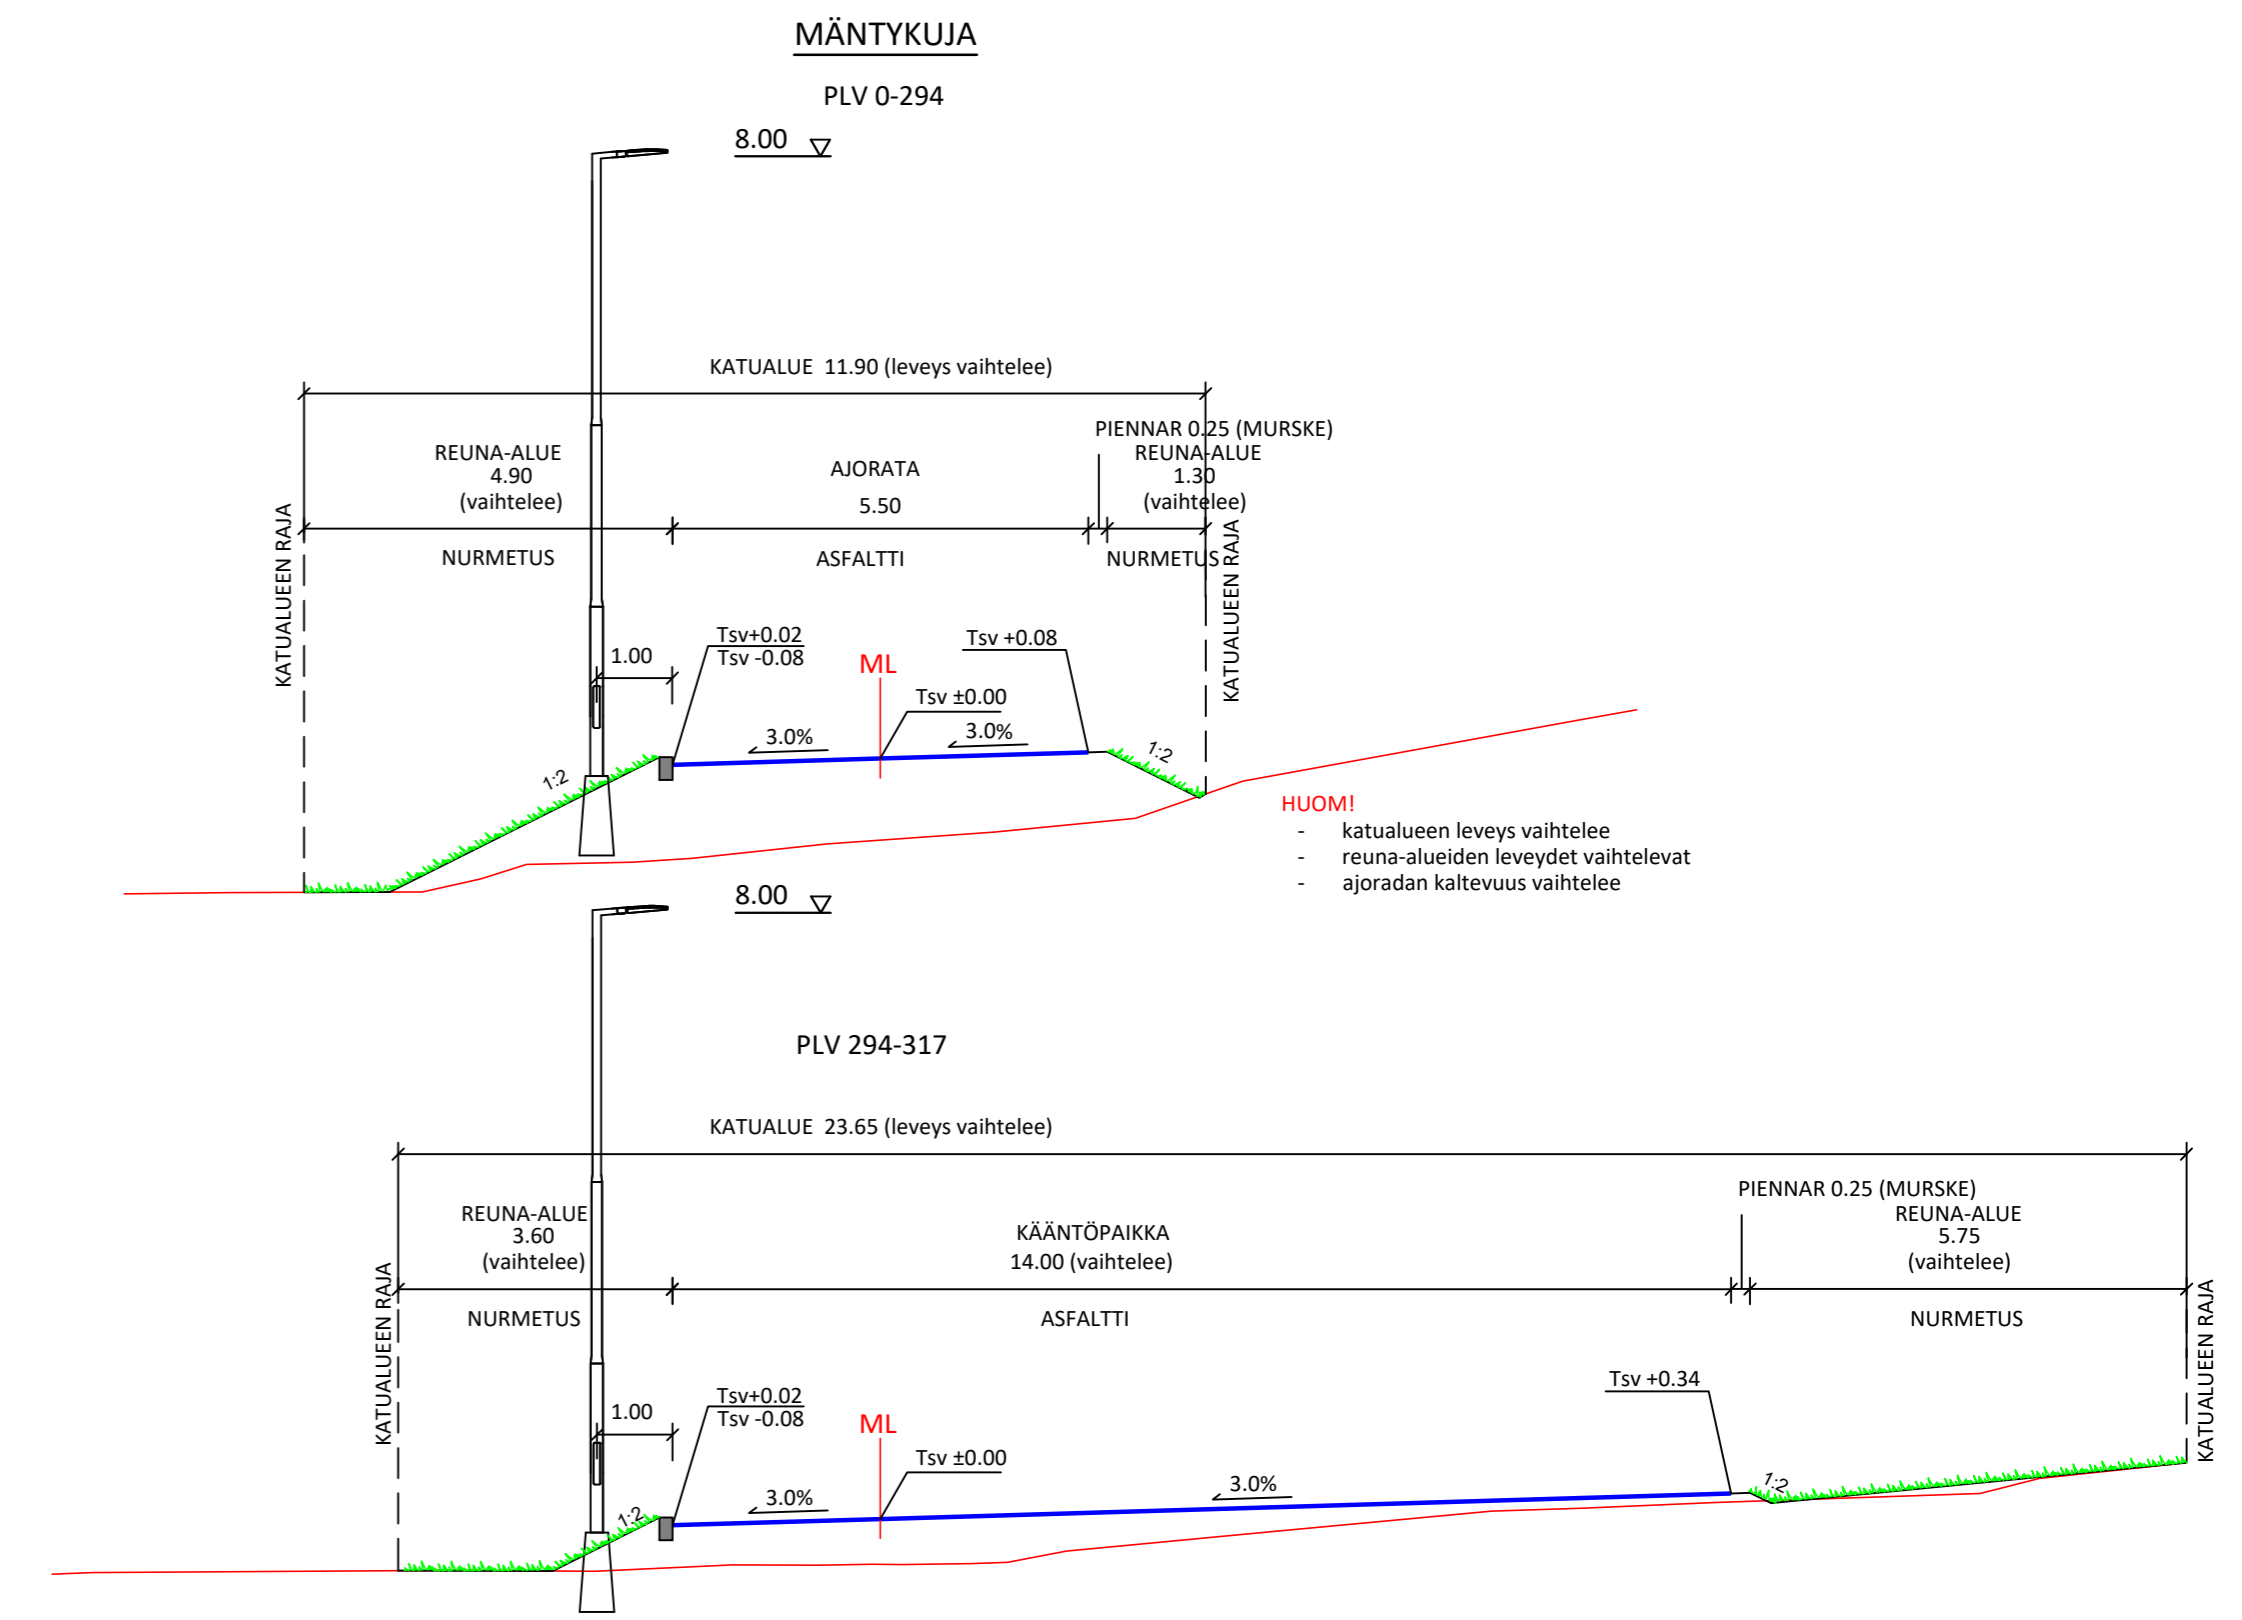 MÄNTYKUJA
PLV 0-294
8.00
KATUALUE 11.90 (leveys vaihtelee)
PIENNAR 0.25 (MURSKE)
REUNA-ALUE
4.90
(vaihtelee)
AJORATA
5.50
REUNA-ALUE
1.30
(vaihtelee)
KATUALUEEN RAJA
NURMETUS
ASFALTTI
NURMETUS
KATUALUEEN RAJA
1.00
Tsv+0.02
Tsv -0.08
ML
Tsv +0.08
Tsv ±0.00
3.0%
3.0%
1:2
1:2
HUOM!
- katualueen leveys vaihtelee
- reuna-alueiden leveydet vaihtelevat
- ajoradan kaltevuus vaihtelee
8.00
PLV 294-317
KATUALUE 23.65 (leveys vaihtelee)
PIENNAR 0.25 (MURSKE)
REUNA-ALUE
3.60
(vaihtelee)
KÄÄNTÖPAIKKA
14.00 (vaihtelee)
REUNA-ALUE
5.75
(vaihtelee)
KATUALUEEN RAJA
NURMETUS
ASFALTTI
NURMETUS
KATUALUEEN RAJA
1.00
Tsv+0.02
Tsv -0.08
ML
Tsv ±0.00
Tsv +0.34
3.0%
3.0%
1:2
1:2